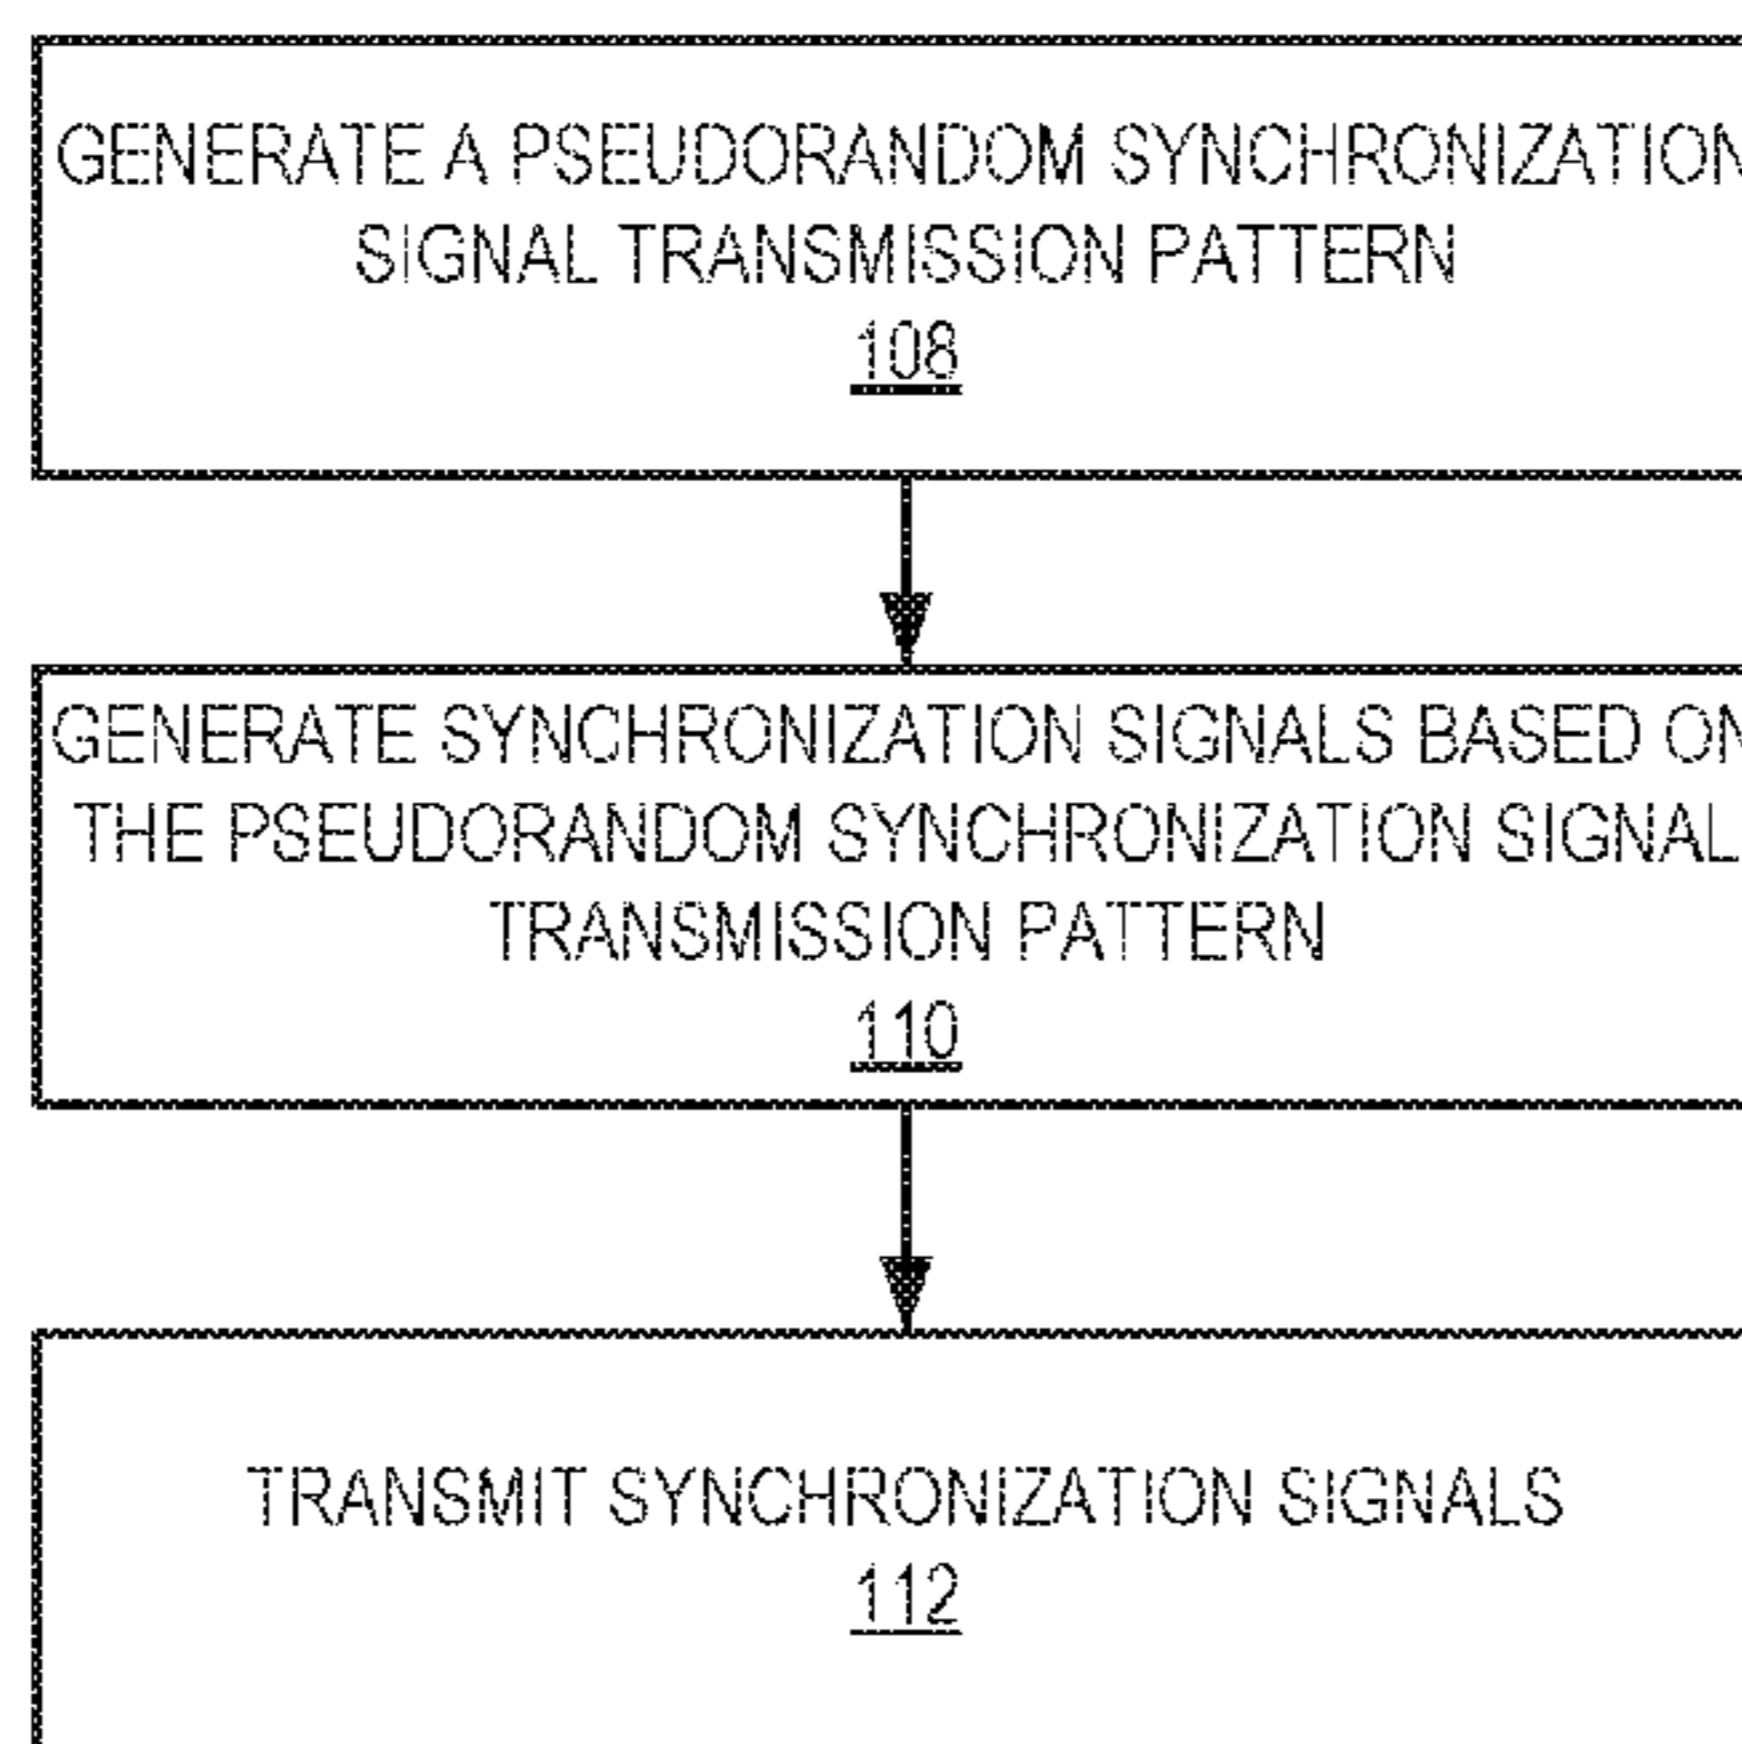 GENERATE A PSEUDORANDOM SYNCHRONIZATION
SIGNAL TRANSMISSION PATTERN
108
GENERATE SYNCHRONIZATION SIGNALS BASED ON
THE PSEUDORANDOM SYNCHRONIZATION SIGNAL
TRANSMISSION PATTERN
110
TRANSMIT SYNCHRONIZATION SIGNALS
112